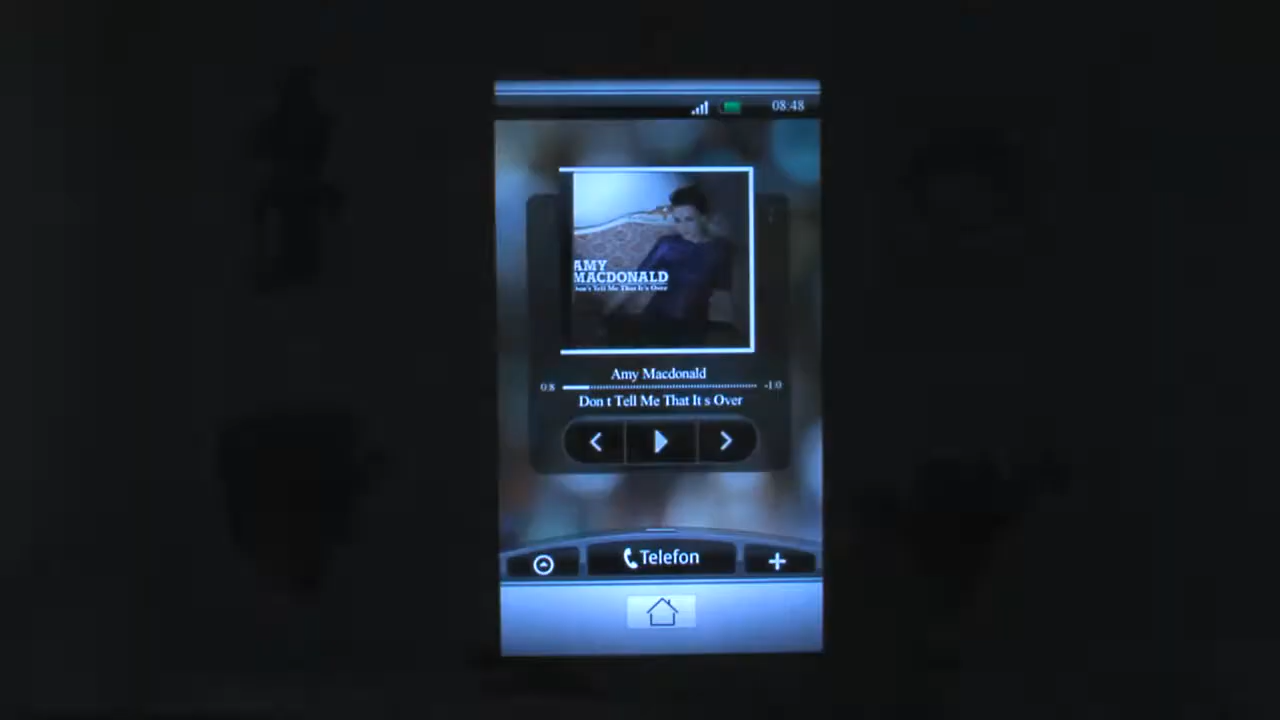 08:48
AMY
MACDONALD
Don't Tell Me That It's Over
Amy Macdonald
0:8 -1:0
Don t Tell Me That It s Over
Telefon